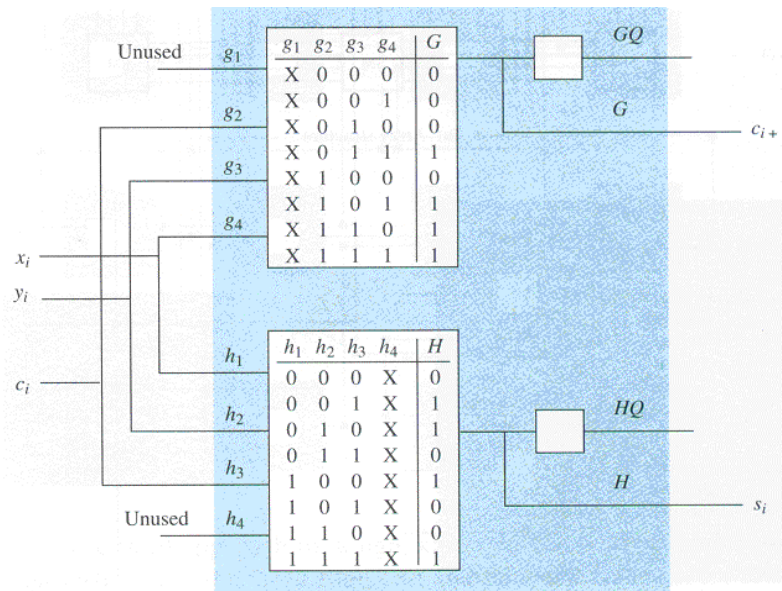 Unused g1
g2
g3
g4
g1 g2 g3 g4 G
X 0 0 0 0
X 0 0 1 0
X 0 1 0 0
X 0 1 1 1
X 1 0 0 0
X 1 0 1 1
X 1 1 0 1
X 1 1 1 1
GQ
G
ci+
xi
yi
ci
h1
h2
h3
Unused h4
h1 h2 h3 h4 H
0 0 0 X 0
0 0 1 X 1
0 1 0 X 1
0 1 1 X 0
1 0 0 X 1
1 0 1 X 0
1 1 0 X 0
1 1 1 X 1
HQ
H
si